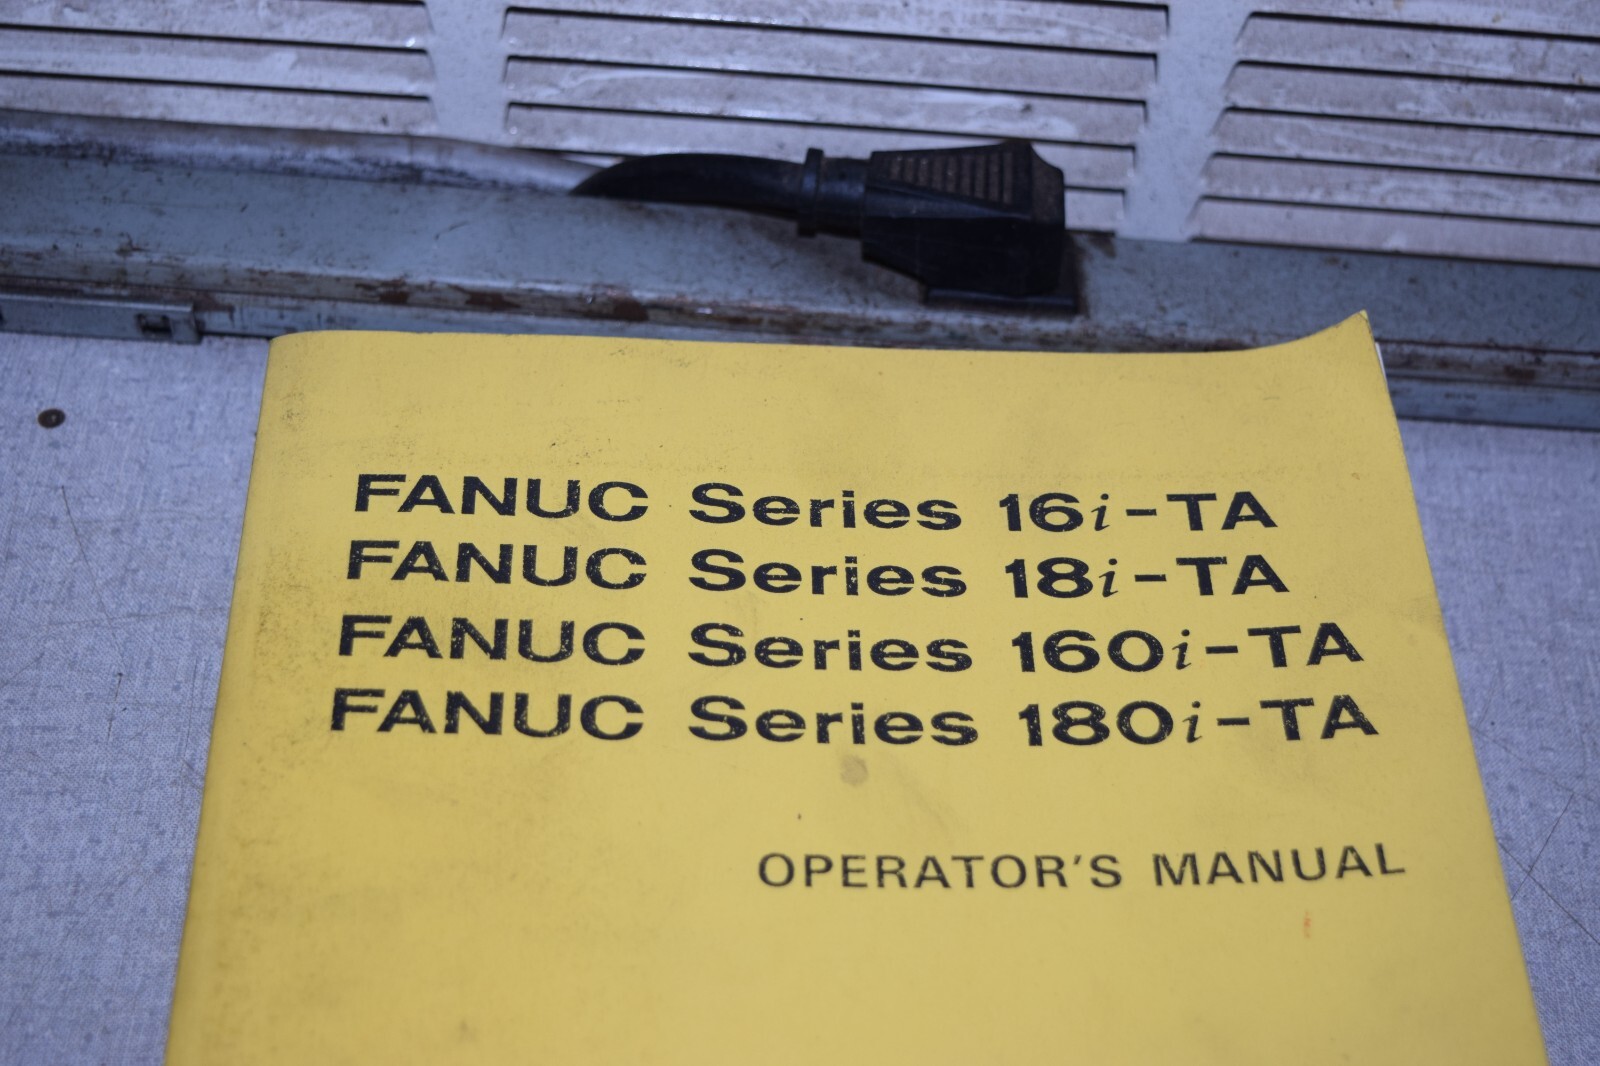 FANUC Series 16i-TA
FANUC Series 18i-TA
FANUC Series 160i-TA
FANUC Series 180i-TA
OPERATOR'S MANUAL